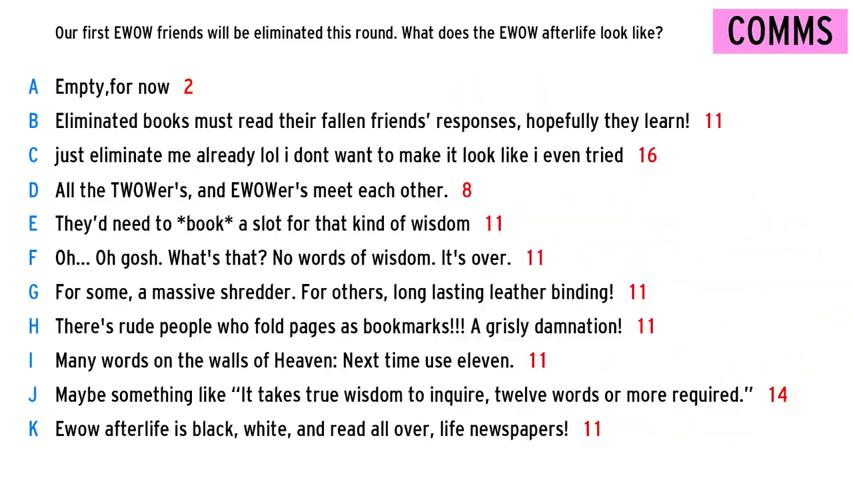 Our first EWOW friends will be eliminated this round. What does the EWOW afterlife look like?
COMMS
A Empty,for now 2
B Eliminated books must read their fallen friends’ responses, hopefully they learn! 11
C just eliminate me already lol i dont want to make it look like i even tried 16
D All the TWOWer's, and EWOWer's meet each other. 8
E They’d need to *book* a slot for that kind of wisdom 11
F Oh... Oh gosh. What's that? No words of wisdom. It's over. 11
G For some, a massive shredder. For others, long lasting leather binding! 11
H There's rude people who fold pages as bookmarks!!! A grisly damnation! 11
I Many words on the walls of Heaven: Next time use eleven. 11
J Maybe something like “It takes true wisdom to inquire, twelve words or more required.” 14
K Ewow afterlife is black, white, and read all over, life newspapers! 11